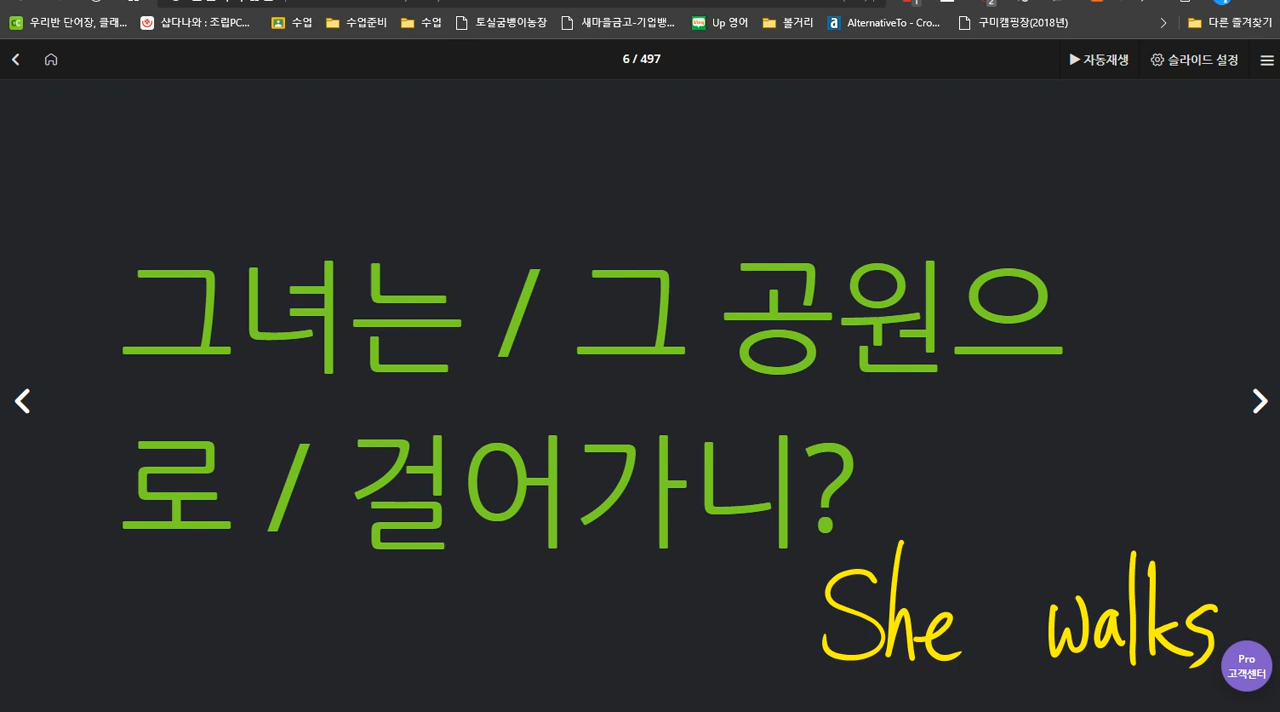 우리반 단어장, 클래... 샵다나와 : 조립PC... 수업 수업준비 수업 토실굼벵이농장 새마을금고-기업뱅... Up 영어 볼거리 AlternativeTo - Cro... 구미캠핑장(2018년) 다른 즐겨찾기
6 / 497 자동재생 슬라이드 설정
그녀는 / 그 공원으
로 / 걸어가니?
She walks
Pro
고객센터